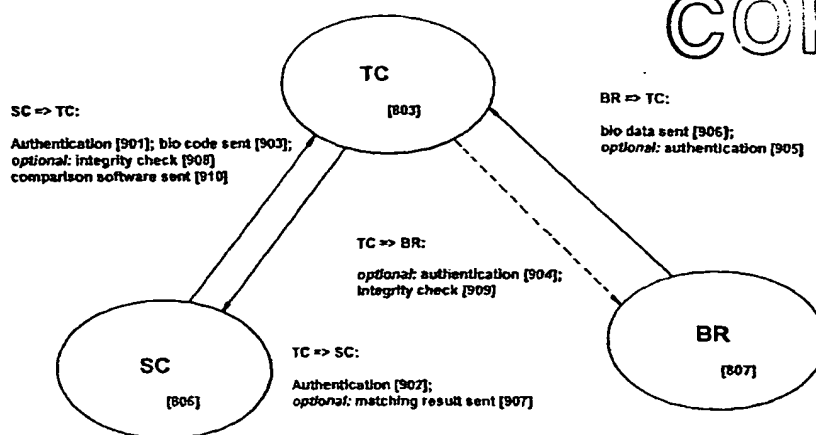 TC
[803]
SC => TC:
Authentication [901]; bio code sent [903];
optional: integrity check [908]
comparison software sent [910]
BR => TC:
bio data sent [906];
optional: authentication [905]
TC => BR:
optional: authentication [904];
integrity check [909]
SC
[806]
TC => SC:
Authentication [902];
optional: matching result sent [907]
BR
[807]